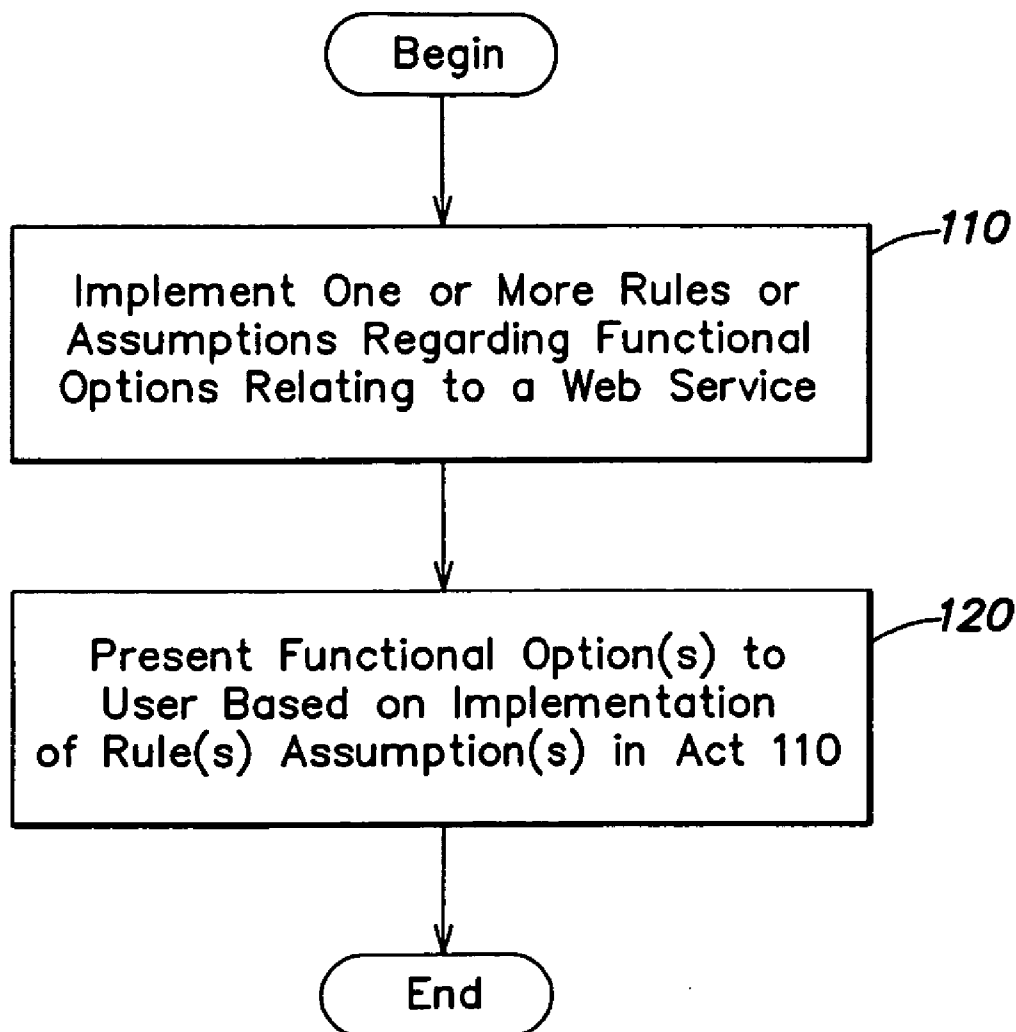 Begin
110
Implement One or More Rules or
Assumptions Regarding Functional
Options Relating to a Web Service
120
Present Functional Option(s) to
User Based on Implementation
of Rule(s) Assumption(s) in Act 110
End